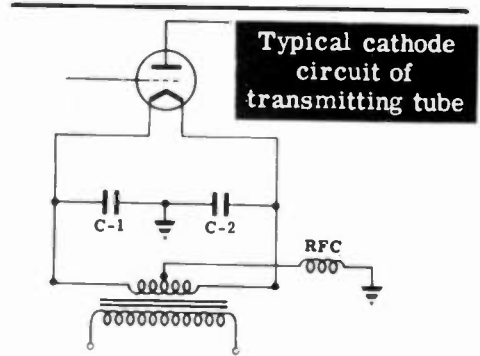 Typical cathode
circuit of
transmitting tube
C-1
C-2
RFC